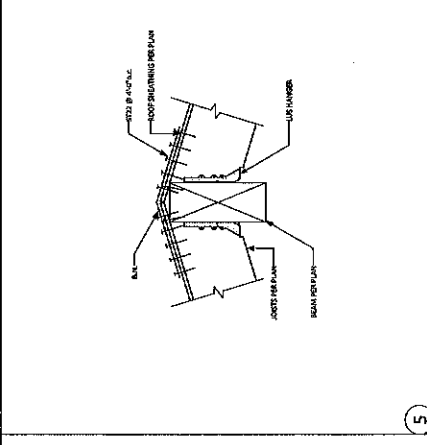 ST22 @ 4'-0" o.c.
ROOF SHEATHING PER PLAN
B.N.
LUS HANGER
JOISTS PER PLAN
BEAM PER PLAN
5